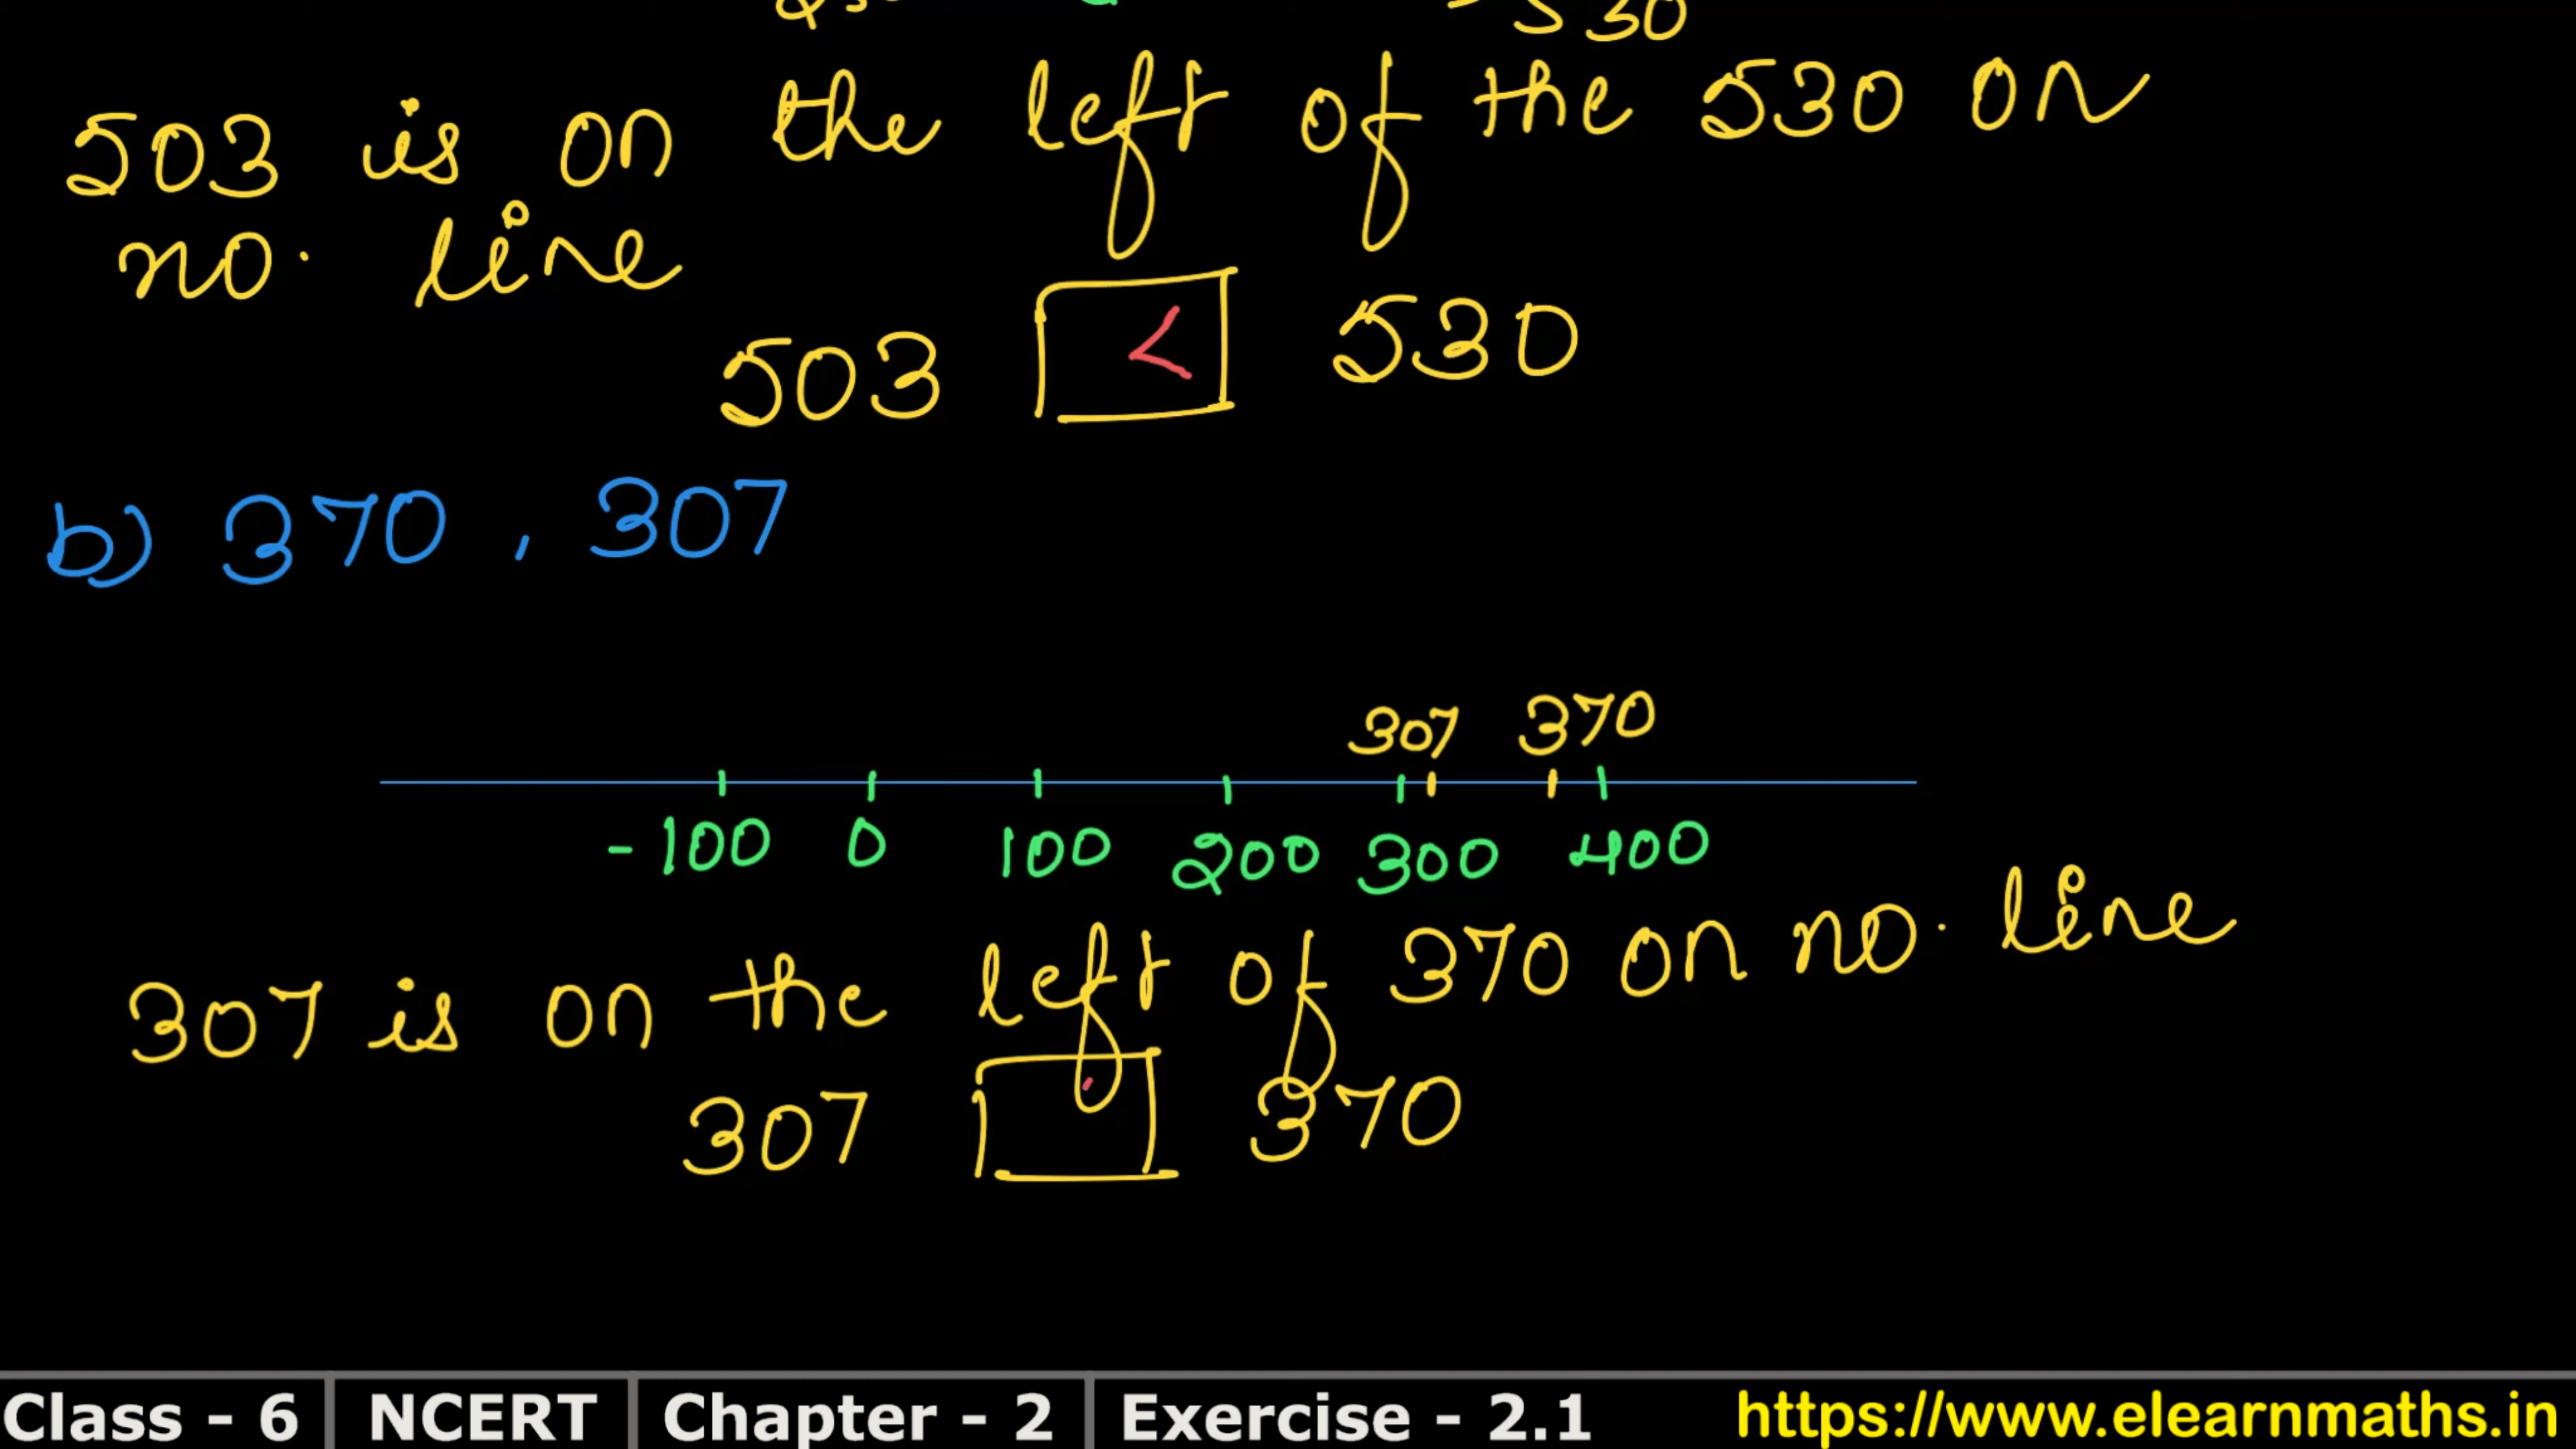 530
503 is on the left of the 530 on
no. line
503 < 530
b) 370 , 307
307 370
-100 0 100 200 300 400
307 is on the left of 370 on no. line
307 370
Class - 6 NCERT Chapter - 2 Exercise - 2.1 https://www.elearnmaths.in